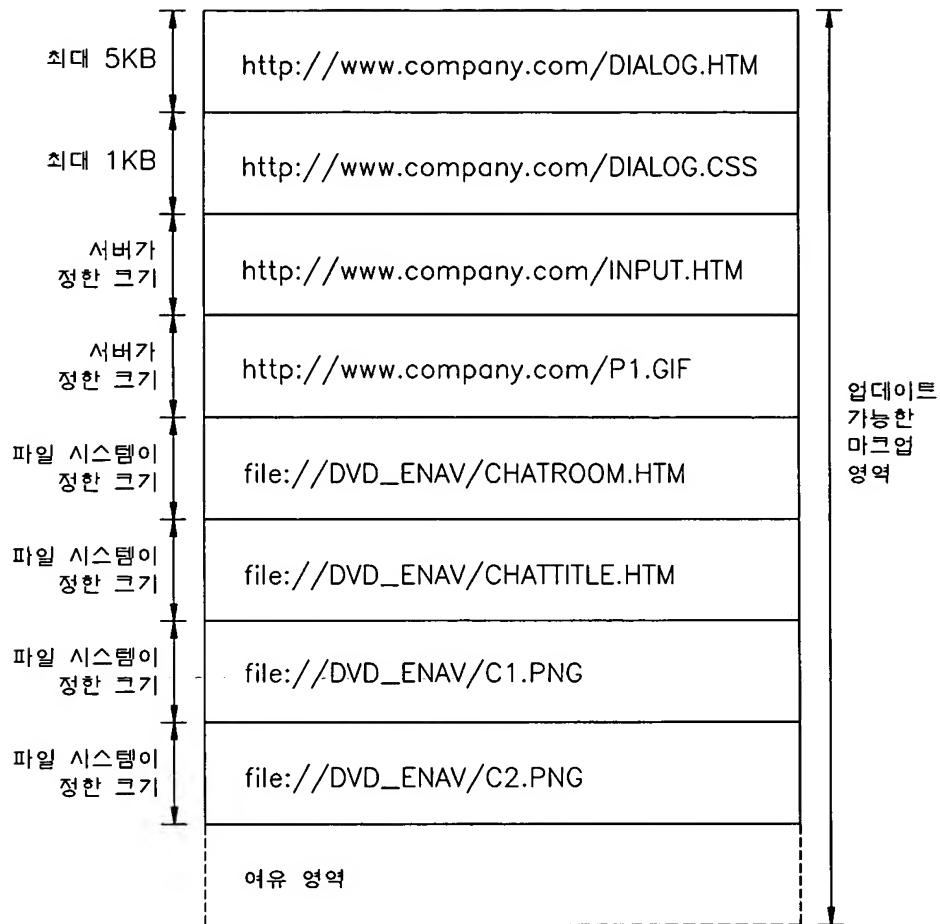 최대 5KB
http://www.company.com/DIALOG.HTM
최대 1KB
http://www.company.com/DIALOG.CSS
서버가
정한 크기
http://www.company.com/INPUT.HTM
서버가
정한 크기
http://www.company.com/P1.GIF
파일 시스템이
정한 크기
file://DVD_ENAV/CHATROOM.HTM
파일 시스템이
정한 크기
file://DVD_ENAV/CHATTITLE.HTM
파일 시스템이
정한 크기
file://DVD_ENAV/C1.PNG
파일 시스템이
정한 크기
file://DVD_ENAV/C2.PNG
여유 영역
업데이트
가능한
마크업
영역